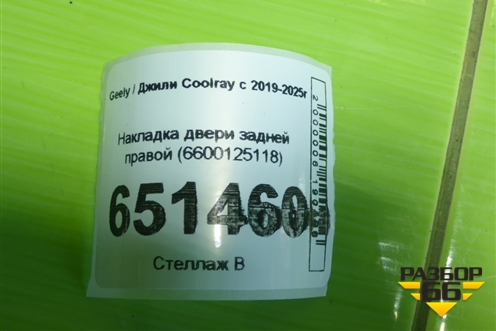 Geely / Джили Coolray с 2019-2025г
Накладка двери задней
правой (6600125118)
651460
Стеллаж В
РАЗБОР
66